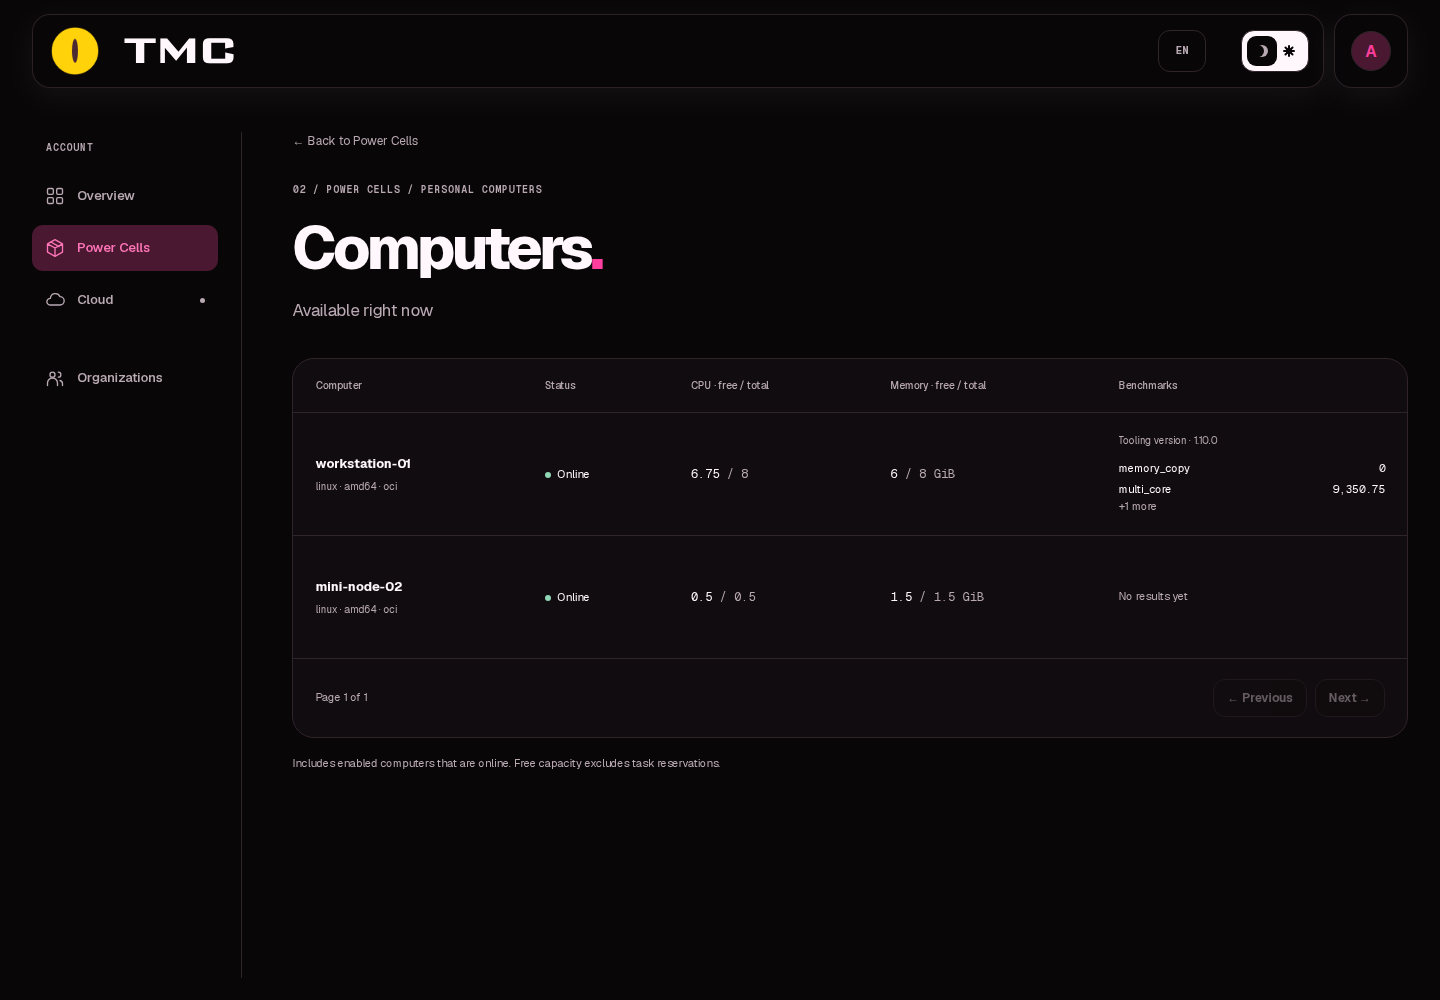 TMC
EN
A
ACCOUNT
Overview
Power Cells
Cloud
Organizations
← Back to Power Cells
02 / POWER CELLS / PERSONAL COMPUTERS
Computers.
Available right now
Computer Status CPU · free / total Memory · free / total Benchmarks
workstation-01
linux · amd64 · oci
Online
6.75 / 8
6 / 8 GiB
Tooling version · 1.10.0
memory_copy 0
multi_core 9,350.75
+1 more
mini-node-02
linux · amd64 · oci
Online
0.5 / 0.5
1.5 / 1.5 GiB
No results yet
Page 1 of 1
← Previous
Next →
Includes enabled computers that are online. Free capacity excludes task reservations.